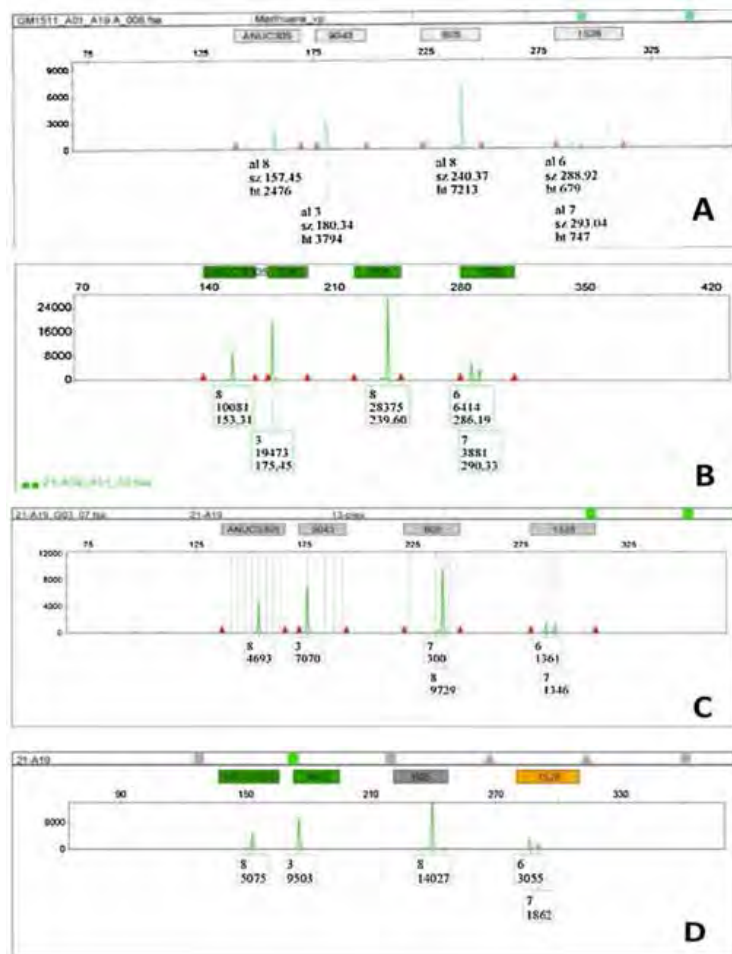 GM1511_A01_A19 A_008.fsa Marihuana_vp
ANUCS305 9043 B05 1528
75 125 175 225 275 325
9000
6000
3000
0
al 8
sz 157.45
ht 2476
al 3
sz 180.34
ht 3794
al 8
sz 240.37
ht 7213
al 6
sz 288.92
ht 679
al 7
sz 293.04
ht 747
A
70 140 210 280 350 420
24000
16000
8000
0
8
10081
153.31
3
19473
175.45
8
28375
239.60
6
6414
286.19
7
3881
290.33
B
21-A19_G03_07.fsa 21-A19 13-plex
9043 1528
75 125 175 225 275 325
12000
8000
4000
0
8
4693
3
7070
7
300
8
9729
6
1361
7
1346
C
21-A19
1528
90 150 210 270 330
8000
0
8
5075
3
9503
8
14027
6
3055
7
1862
D